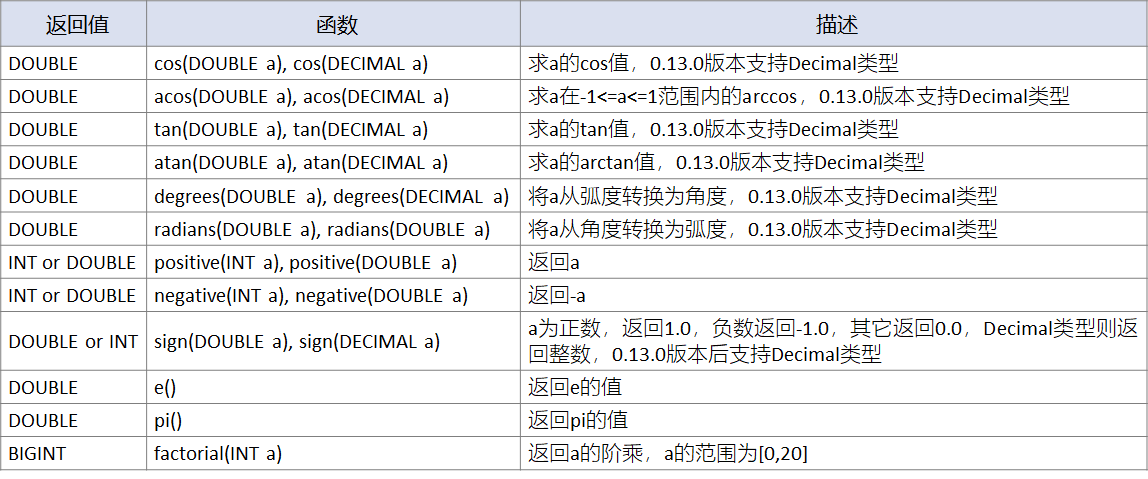 返回值 函数 描述
DOUBLE cos(DOUBLE a), cos(DECIMAL a) 求a的cos值，0.13.0版本支持Decimal类型
DOUBLE acos(DOUBLE a), acos(DECIMAL a) 求a在-1<=a<=1范围内的arccos，0.13.0版本支持Decimal类型
DOUBLE tan(DOUBLE a), tan(DECIMAL a) 求a的tan值，0.13.0版本支持Decimal类型
DOUBLE atan(DOUBLE a), atan(DECIMAL a) 求a的arctan值，0.13.0版本支持Decimal类型
DOUBLE degrees(DOUBLE a), degrees(DECIMAL a) 将a从弧度转换为角度，0.13.0版本支持Decimal类型
DOUBLE radians(DOUBLE a), radians(DOUBLE a) 将a从角度转换为弧度，0.13.0版本支持Decimal类型
INT or DOUBLE positive(INT a), positive(DOUBLE a) 返回a
INT or DOUBLE negative(INT a), negative(DOUBLE a) 返回-a
DOUBLE or INT sign(DOUBLE a), sign(DECIMAL a) a为正数，返回1.0，负数返回-1.0，其它返回0.0，Decimal类型则返
回整数，0.13.0版本后支持Decimal类型
DOUBLE e() 返回e的值
DOUBLE pi() 返回pi的值
BIGINT factorial(INT a) 返回a的阶乘，a的范围为[0,20]